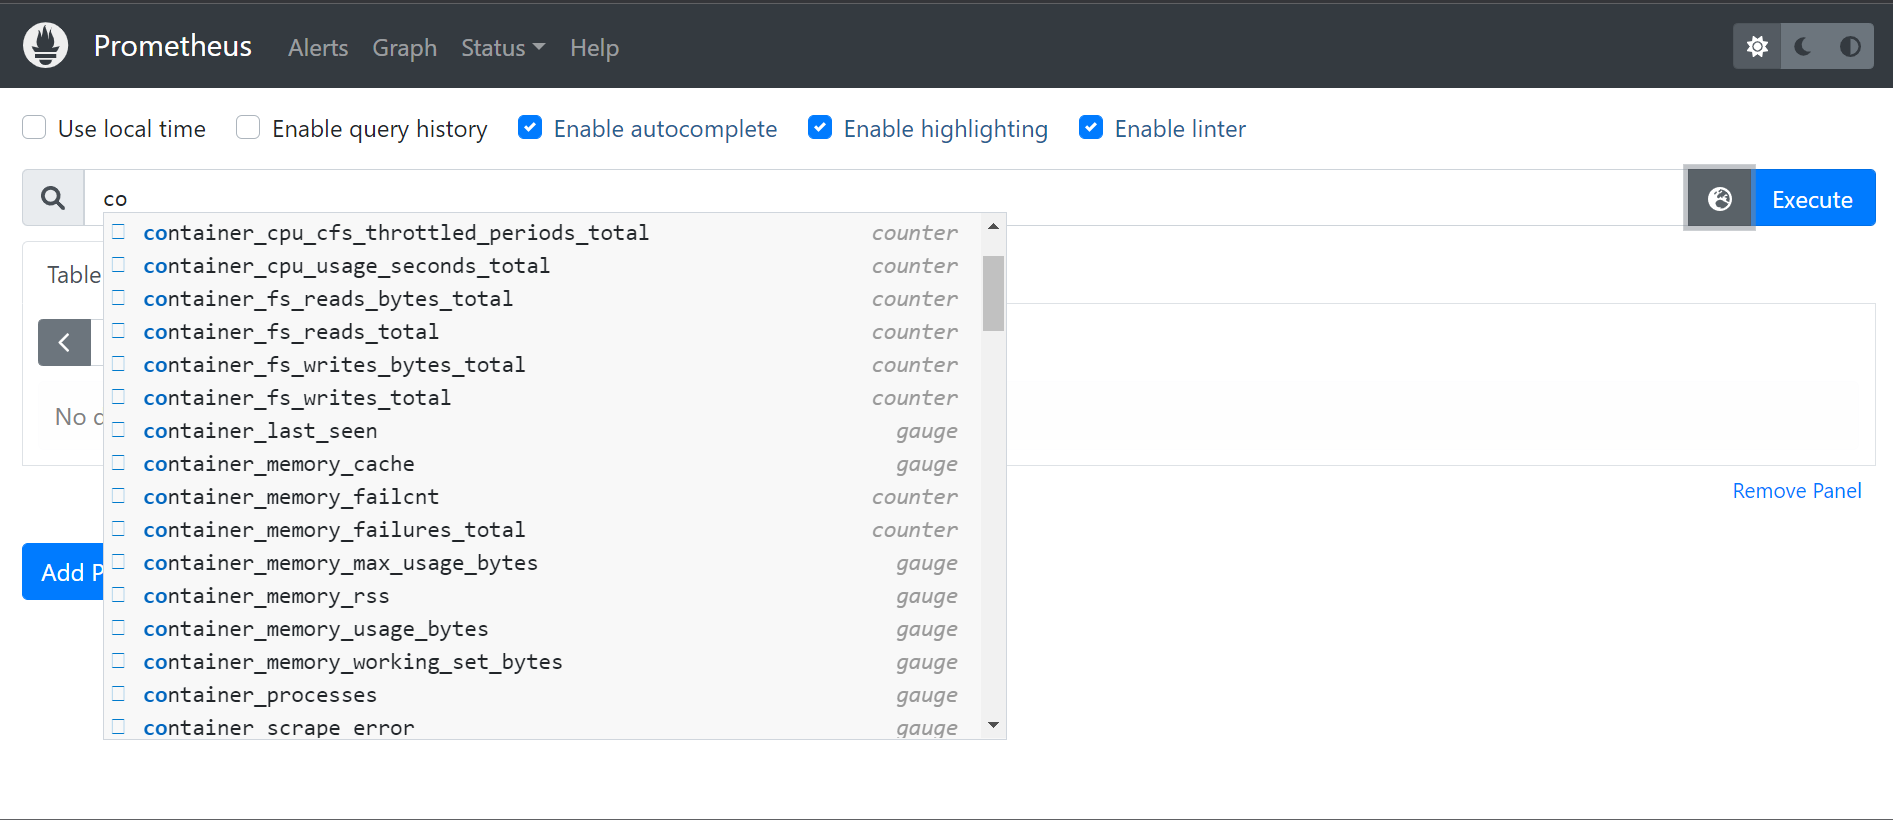 Prometheus Alerts Graph Status Help
Use local time Enable query history Enable autocomplete Enable highlighting Enable linter
co Execute
container_cpu_cfs_throttled_periods_total counter
container_cpu_usage_seconds_total counter
Table
container_fs_reads_bytes_total counter
container_fs_reads_total counter
container_fs_writes_bytes_total counter
container_fs_writes_total counter
No
container_last_seen gauge
container_memory_cache gauge
Remove Panel
container_memory_failcnt counter
container_memory_failures_total counter
container_memory_max_usage_bytes gauge
Add
container_memory_rss gauge
container_memory_usage_bytes gauge
container_memory_working_set_bytes gauge
container_processes gauge
container_scrape_error gauge